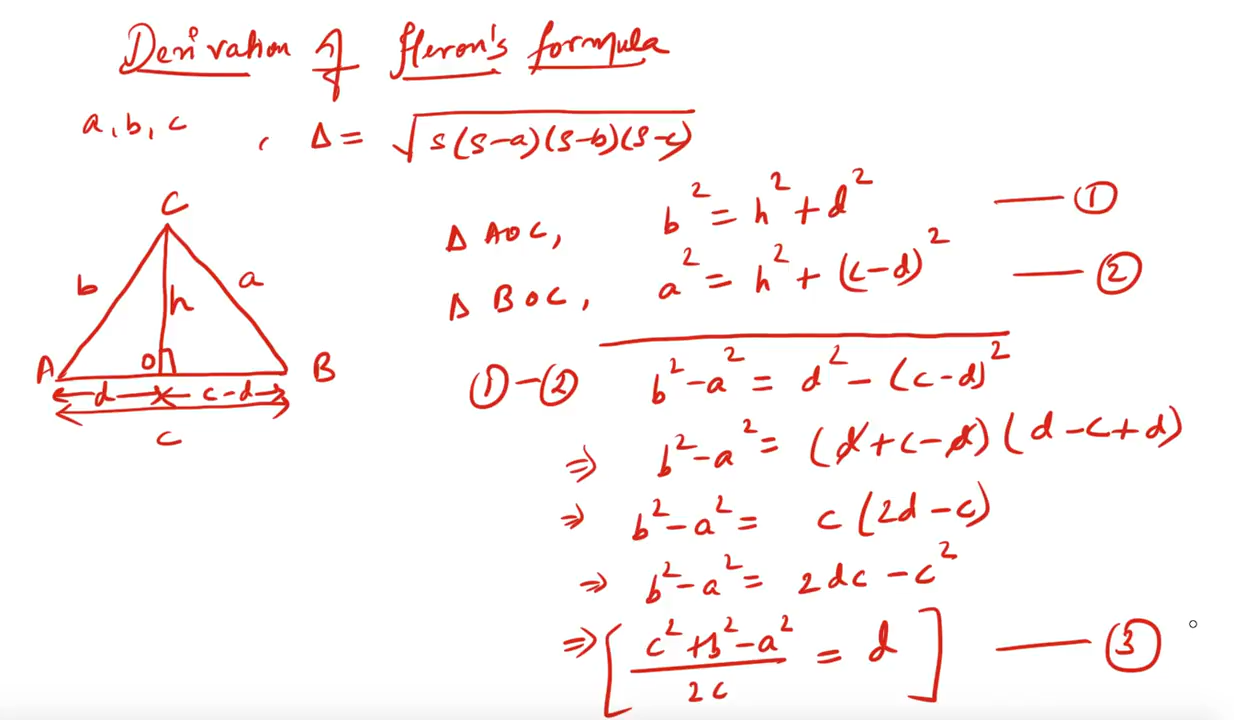 Derivation of Heron's formula
a, b, c , Δ = √s(s-a)(s-b)(s-c)
C
b a
h
A O B
d c-d
c
Δ AOC, b² = h² + d² — ①
Δ BOC, a² = h² + (c-d)² — ②
①-② b²-a² = d² - (c-d)²
⇒ b²-a² = (d+c-d)(d-c+d)
⇒ b²-a² = c(2d-c)
⇒ b²-a² = 2dc - c²
⇒ [ (c²+b²-a²)/2c = d ] — ③